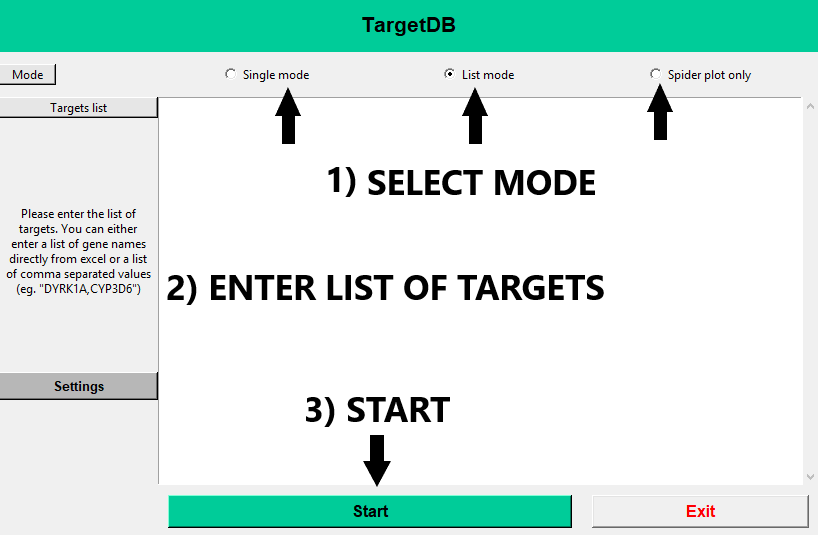 TargetDB
Mode
Single mode
List mode
Spider plot only
Targets list
1) SELECT MODE
Please enter the list of
targets. You can either
enter a list of gene names
directly from excel or a list
of comma separated values
(eg. "DYRK1A,CYP3D6")
2) ENTER LIST OF TARGETS
Settings
3) START
Start
Exit